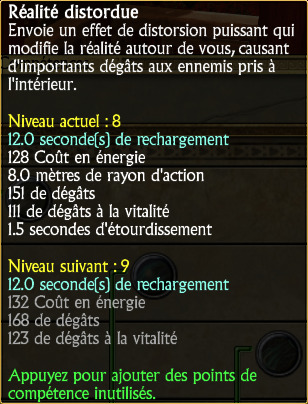 Réalité distordue
Envoie un effet de distorsion puissant qui
modifie la réalité autour de vous, causant
d'importants dégâts aux ennemis pris à
l'intérieur.
Niveau actuel : 8
12.0 seconde(s) de rechargement
128 Coût en énergie
8.0 mètres de rayon d'action
151 de dégâts
111 de dégâts à la vitalité
1.5 secondes d'étourdissement
Niveau suivant : 9
12.0 seconde(s) de rechargement
132 Coût en énergie
168 de dégâts
123 de dégâts à la vitalité
Appuyez pour ajouter des points de
compétence inutilisés.